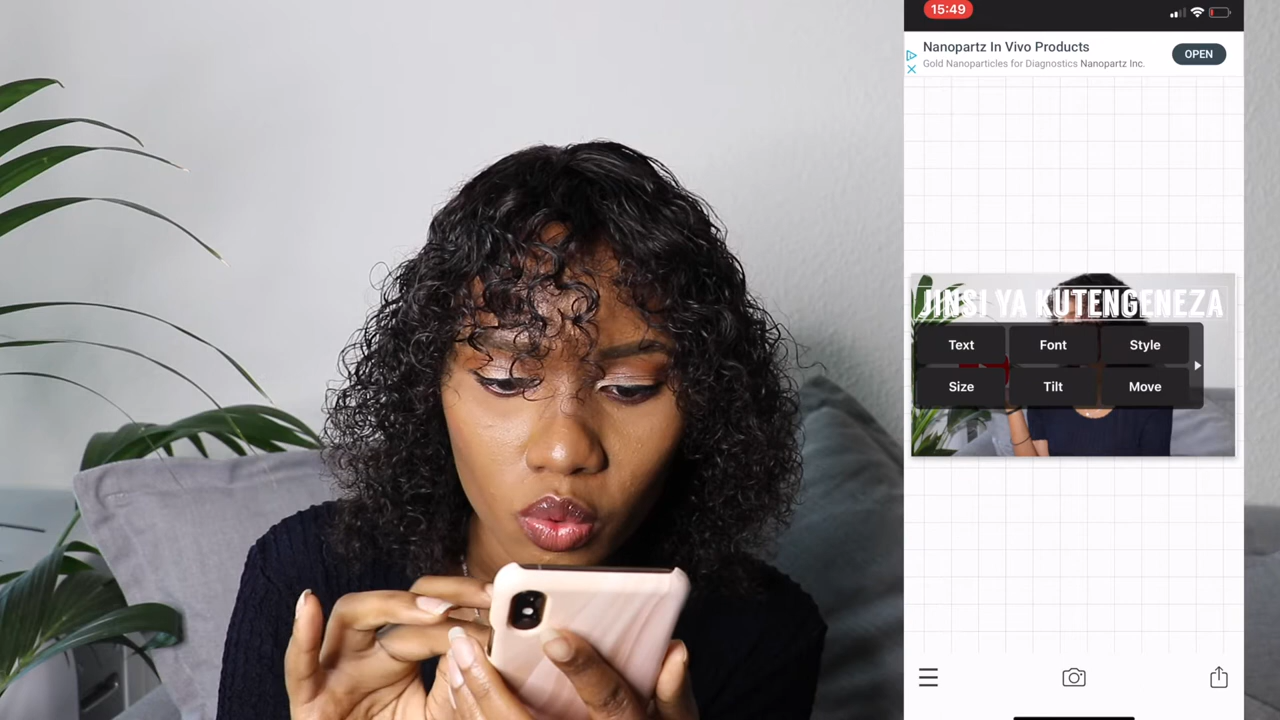 15:49
Nanopartz In Vivo Products
Gold Nanoparticles for Diagnostics Nanopartz Inc.
OPEN
JINSI YA KUTENGENEZA
Text Font Style
Size Tilt Move